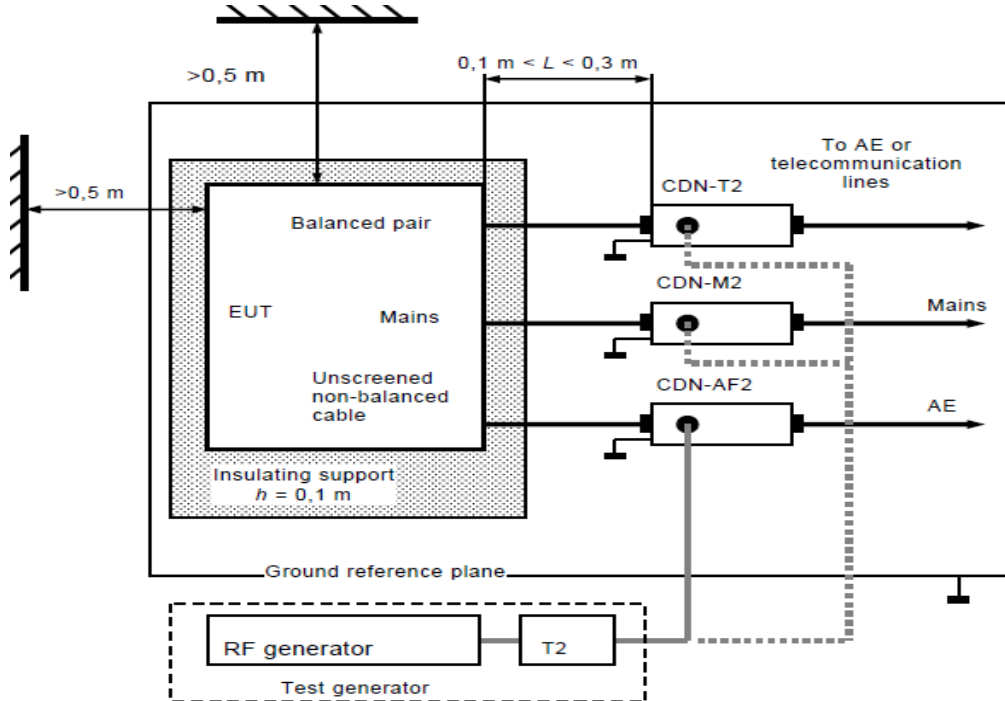 0,1 m < L < 0,3 m
>0,5 m
To AE or
telecommunication
lines
CDN-T2
>0,5 m
Balanced pair
CDN-M2
EUT
Mains
Mains
Unscreened
non-balanced
cable
CDN-AF2
AE
Insulating support
h = 0,1 m
Ground reference plane
RF generator
T2
Test generator